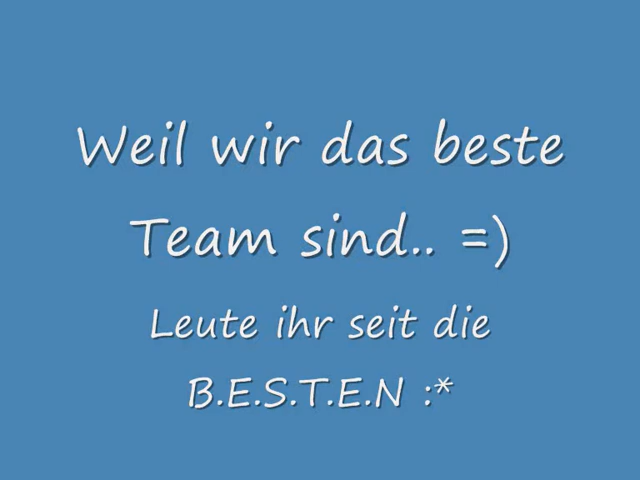 Weil wir das beste
Team sind.. =)
Leute ihr seit die
B.E.S.T.E.N :*